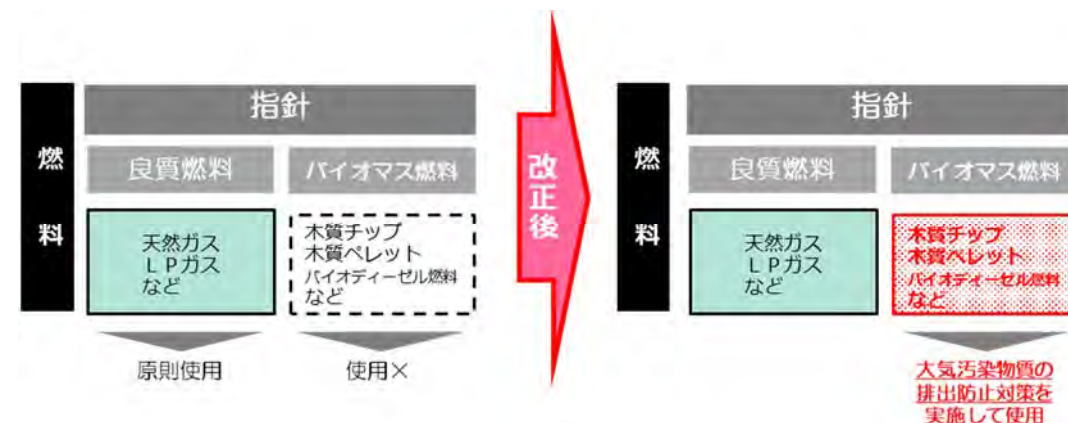 燃料
指針
良質燃料
バイオマス燃料
天然ガス
ＬＰガス
など
木質チップ
木質ペレット
バイオディーゼル燃料
など
原則使用
使用×
改正後
燃料
指針
良質燃料
バイオマス燃料
天然ガス
ＬＰガス
など
木質チップ
木質ペレット
バイオディーゼル燃料
など
大気汚染物質の
排出防止対策を
実施して使用